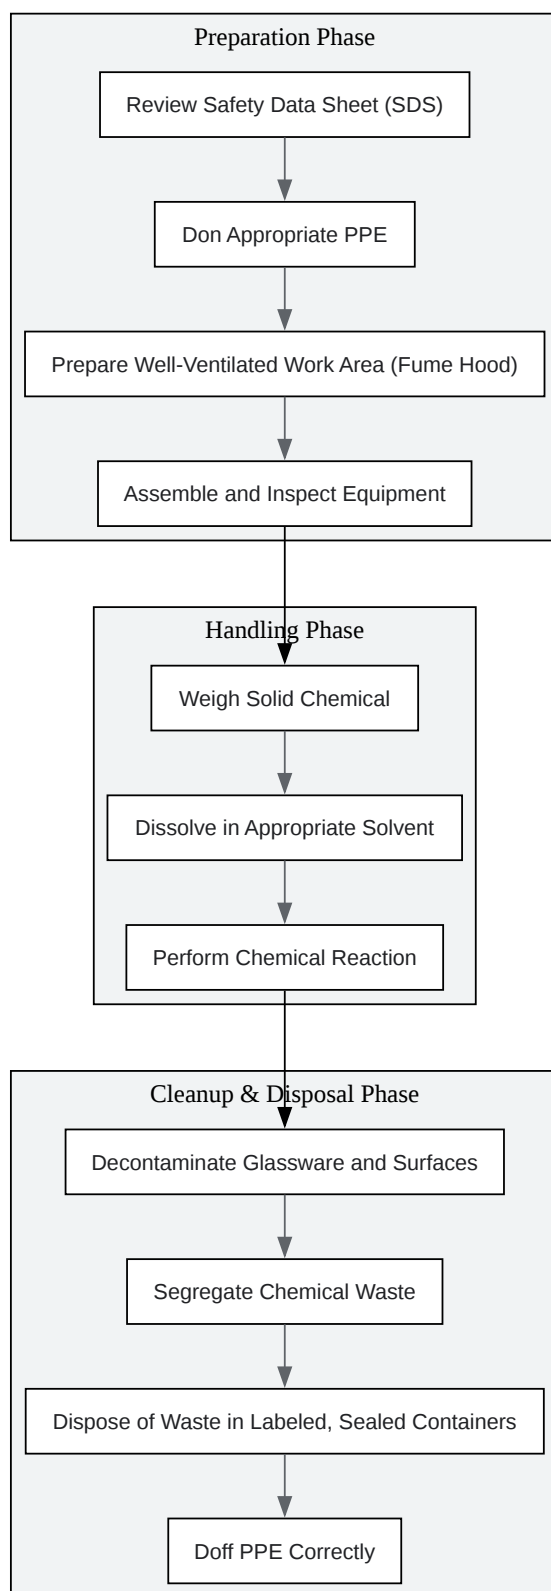 Preparation Phase
Review Safety Data Sheet (SDS)
Don Appropriate PPE
Prepare Well-Ventilated Work Area (Fume Hood)
Assemble and Inspect Equipment
Handling Phase
Weigh Solid Chemical
Dissolve in Appropriate Solvent
Perform Chemical Reaction
Cleanup & Disposal Phase
Decontaminate Glassware and Surfaces
Segregate Chemical Waste
Dispose of Waste in Labeled, Sealed Containers
Doff PPE Correctly